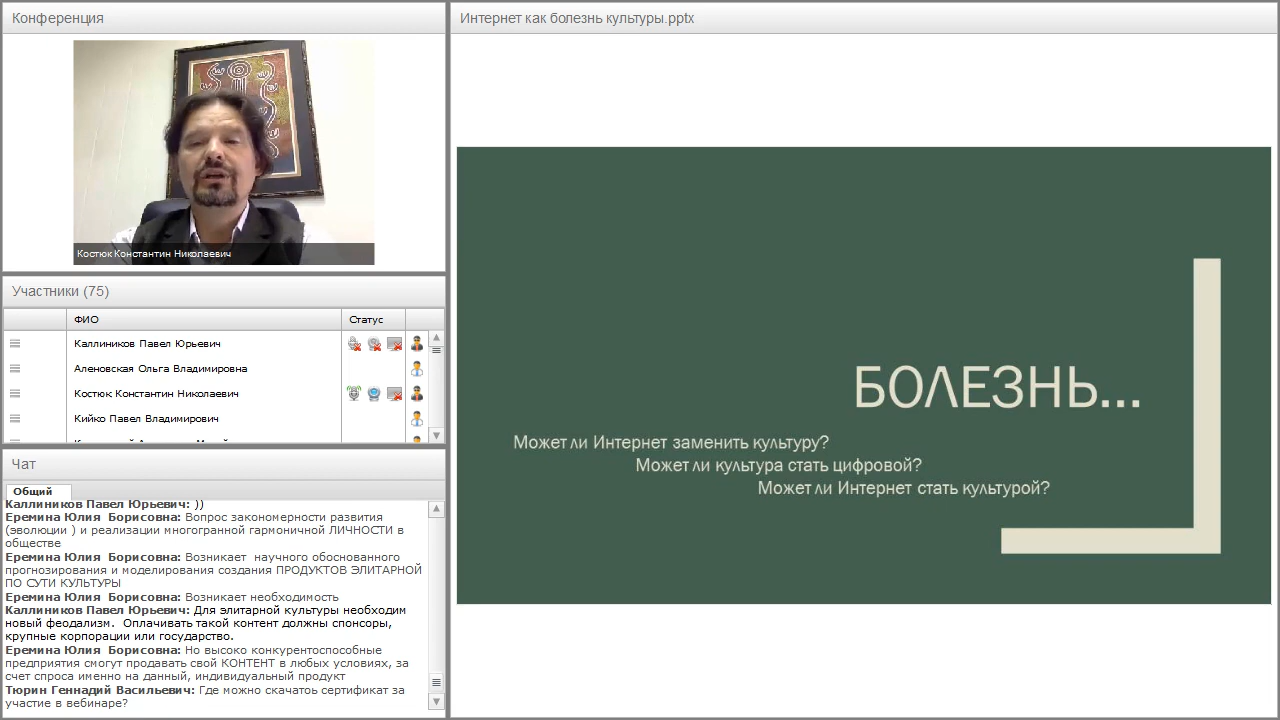 Конференция
Костюк Константин Николаевич
Участники (75)
ФИО
Статус
Каллиников Павел Юрьевич
Аленовская Ольга Владимировна
Костюк Константин Николаевич
Кийко Павел Владимирович
Чат
Общий
Каллиников Павел Юрьевич: ))
Еремина Юлия Борисовна: Вопрос закономерности развития
(эволюции ) и реализации многогранной гармоничной ЛИЧНОСТИ в
обществе
Еремина Юлия Борисовна: Возникает научного обоснованного
прогнозирования и моделирования создания ПРОДУКТОВ ЭЛИТАРНОЙ
ПО СУТИ КУЛЬТУРЫ
Еремина Юлия Борисовна: Возникает необходимость
Каллиников Павел Юрьевич: Для элитарной культуры необходим
новый феодализм. Оплачивать такой контент должны спонсоры,
крупные корпорации или государство.
Еремина Юлия Борисовна: Но высоко конкурентоспособные
предприятия смогут продавать свой КОНТЕНТ в любых условиях, за
счет спроса именно на данный, индивидуальный продукт
Тюрин Геннадий Васильевич: Где можно скачатоь сертификат за
участие в вебинаре?
Интернет как болезнь культуры.pptx
БОЛЕЗНЬ...
Может ли Интернет заменить культуру?
Может ли культура стать цифровой?
Может ли Интернет стать культурой?